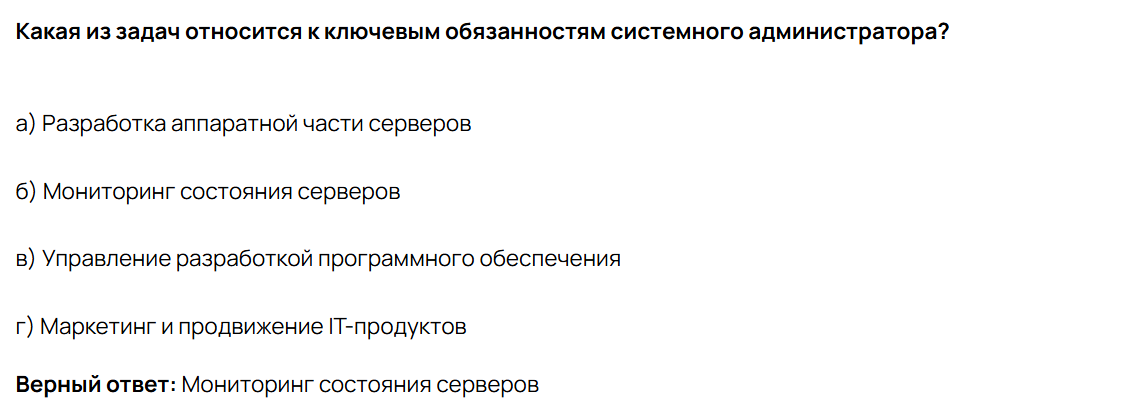 Какая из задач относится к ключевым обязанностям системного администратора?
а) Разработка аппаратной части серверов
б) Мониторинг состояния серверов
в) Управление разработкой программного обеспечения
г) Маркетинг и продвижение IT-продуктов
Верный ответ: Мониторинг состояния серверов